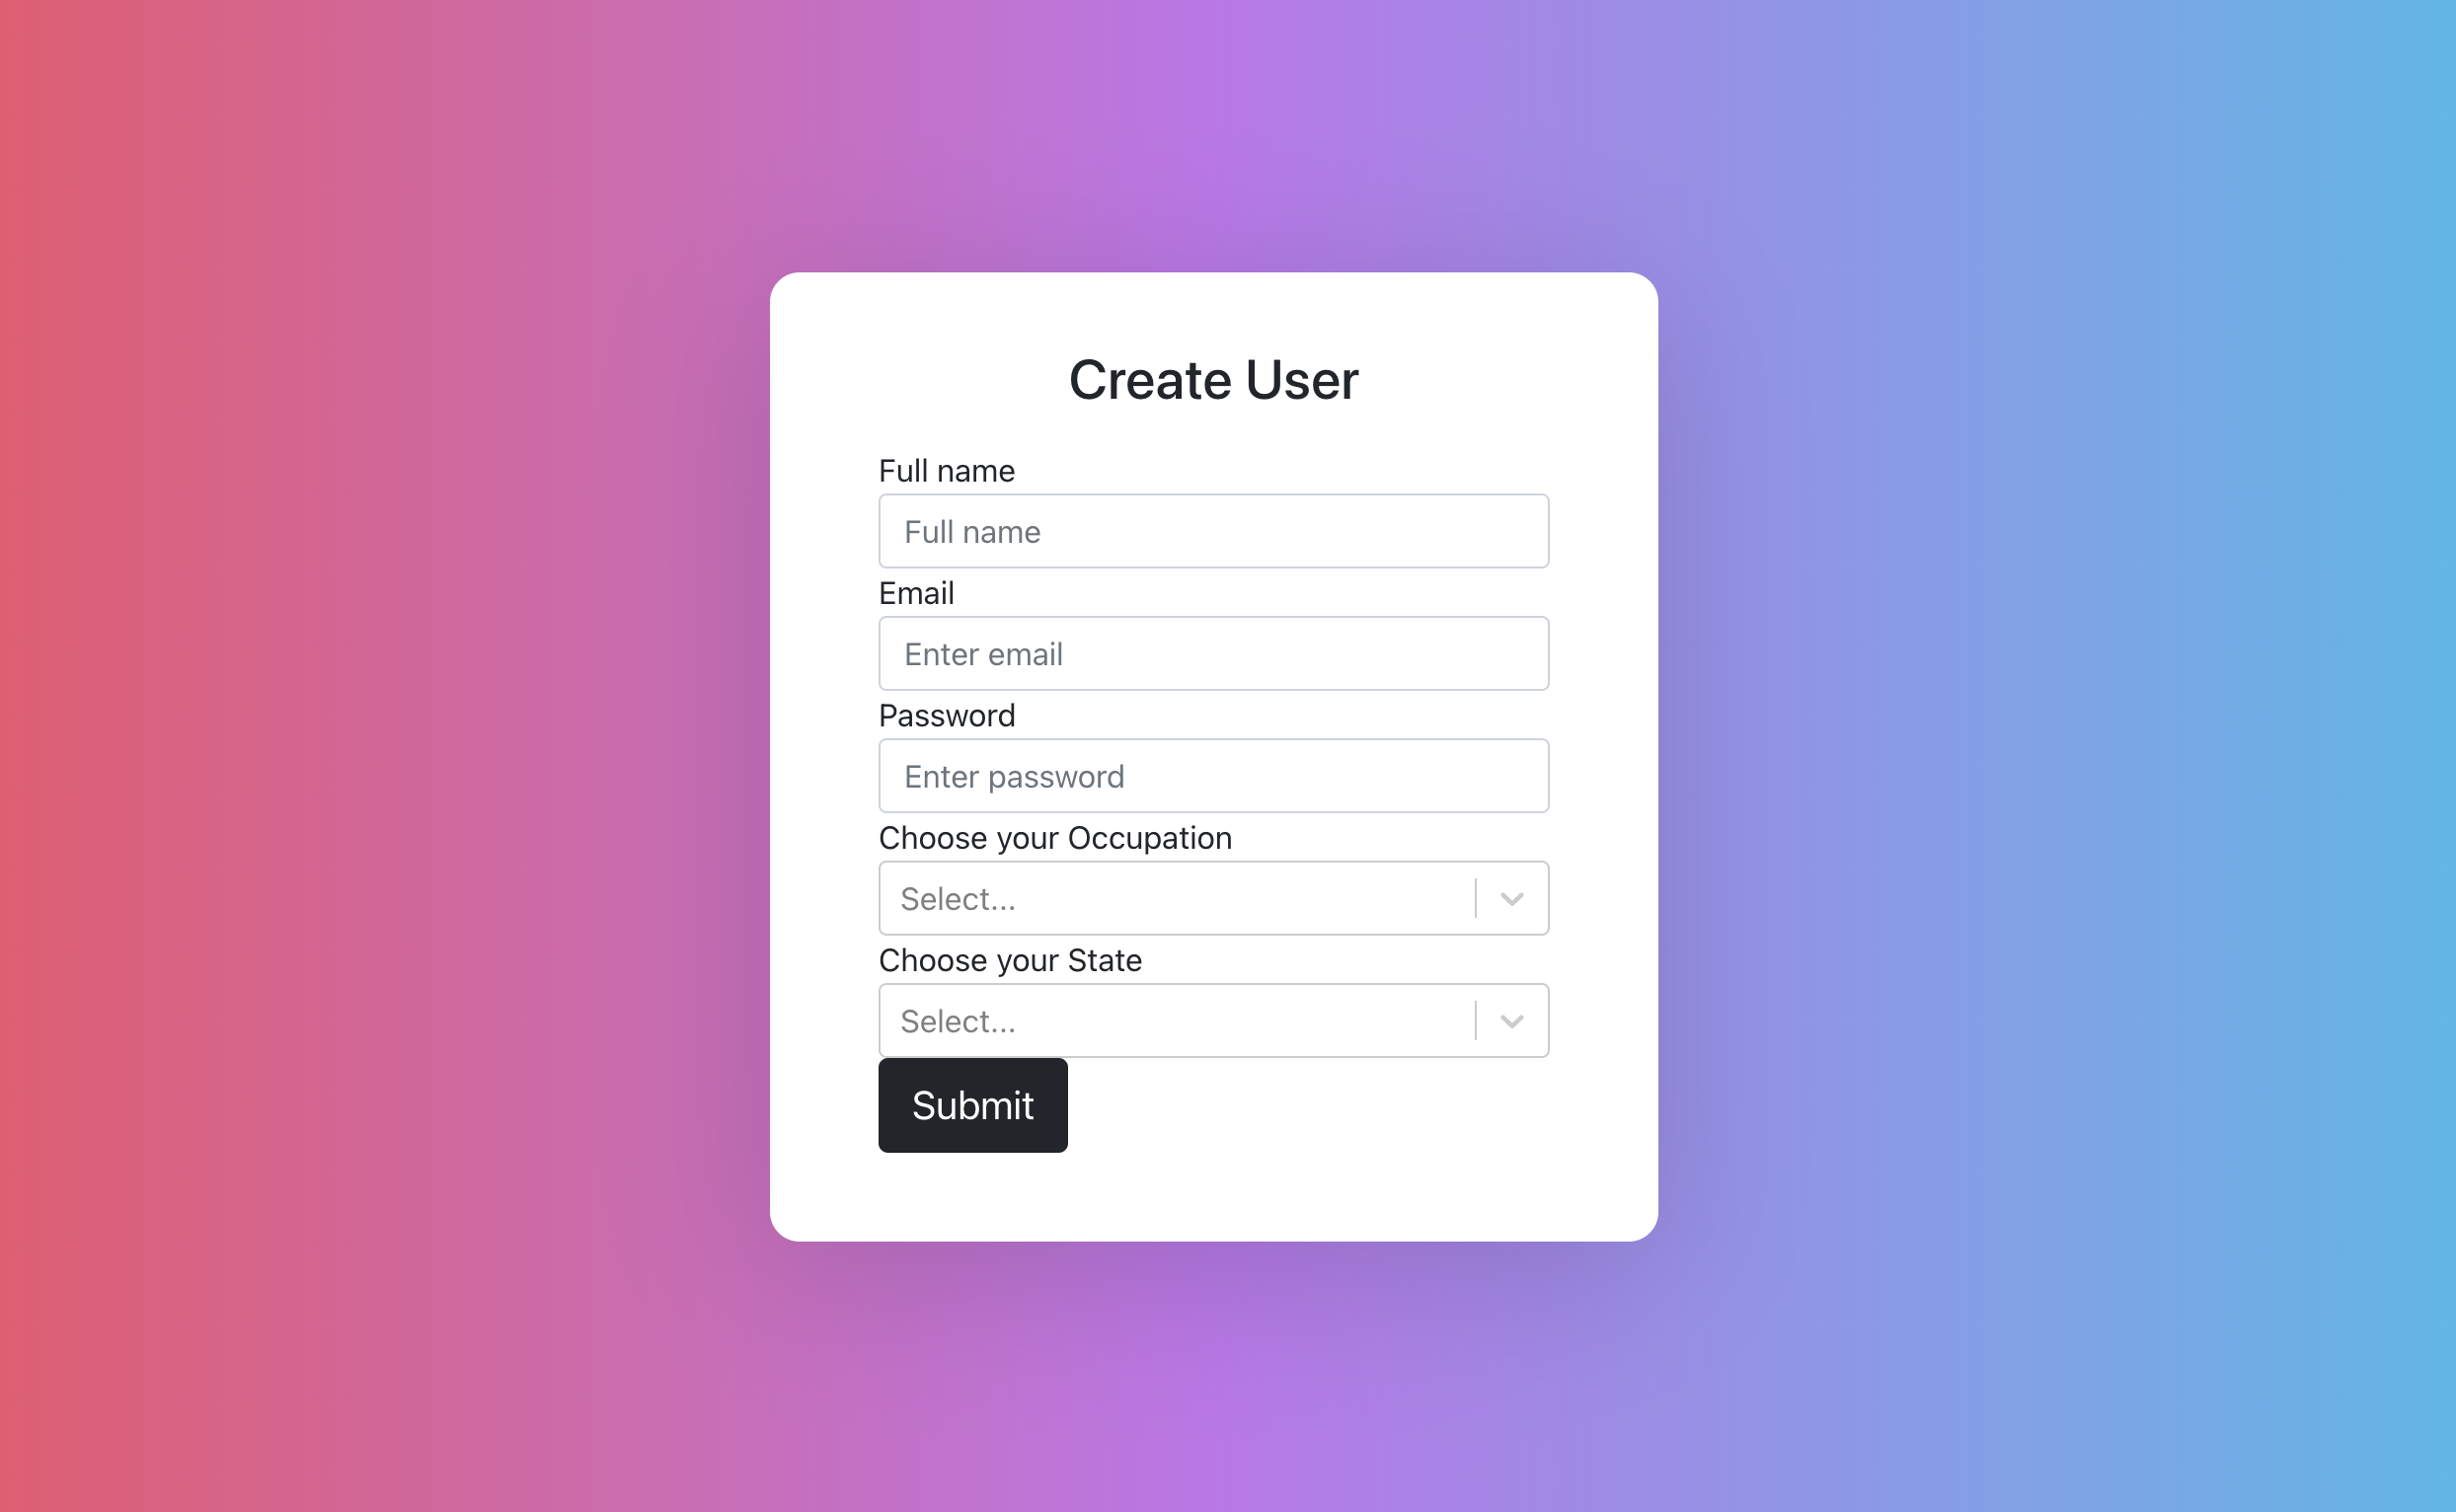 Create User
Full name
Full name
Email
Enter email
Password
Enter password
Choose your Occupation
Select...
Choose your State
Select...
Submit